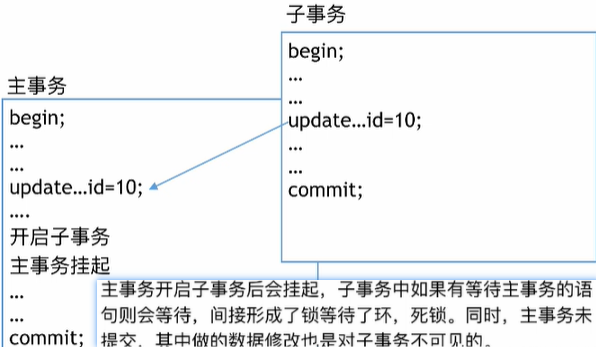 子事务
begin;
...
...
update...id=10;
...
...
commit;
主事务
begin;
...
...
update...id=10;
....
开启子事务
主事务挂起
...
...
commit;
主事务开启子事务后会挂起，子事务中如果有等待主事务的语
句则会等待，间接形成了锁等待了环，死锁。同时，主事务未
提交，其中做的数据修改也是对子事务不可见的。